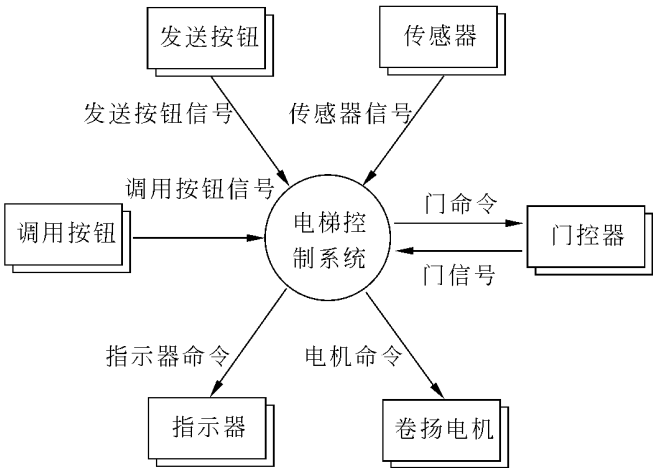 发送按钮
传感器
发送按钮信号
传感器信号
调用按钮信号
调用按钮
电梯控
制系统
门命令
门控器
门信号
指示器命令
电机命令
指示器
卷扬电机